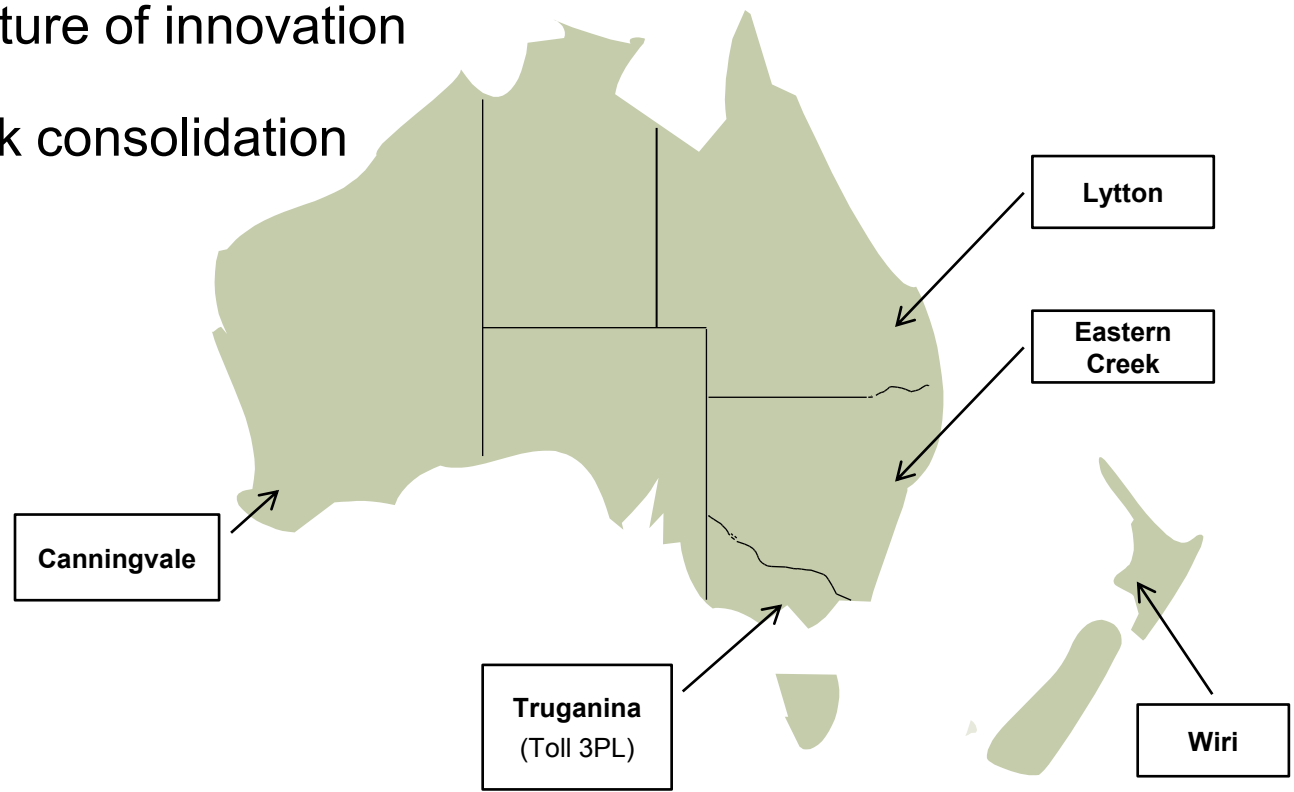 ture of innovation
k consolidation
Lytton
Eastern
Creek
Canningvale
Truganina
(Toll 3PL)
Wiri